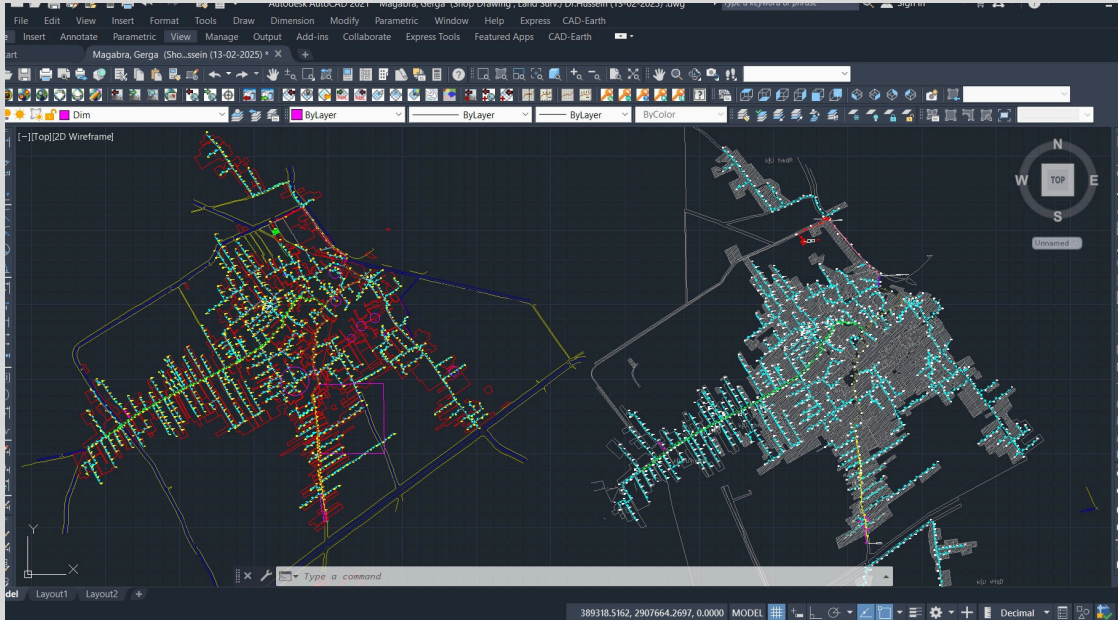 Autodesk AutoCAD 2021 Magabra, Gerga (Shop Drawing , Land Surv.) Dr.Hussein (13-02-2025) .dwg Type a keyword or phrase Sign In
File Edit View Insert Format Tools Draw Dimension Modify Parametric Window Help Express CAD-Earth
Insert Annotate Parametric View Manage Output Add-ins Collaborate Express Tools Featured Apps CAD-Earth
Magabra, Gerga (Sho...ssein (13-02-2025) * × +
Dim ByLayer ByLayer ByLayer ByColor
[−][Top][2D Wireframe]
N
W TOP E
S
Unnamed
Y
X
Type a command
Layout1 Layout2 +
389318.5162, 2907664.2697, 0.0000 MODEL Decimal